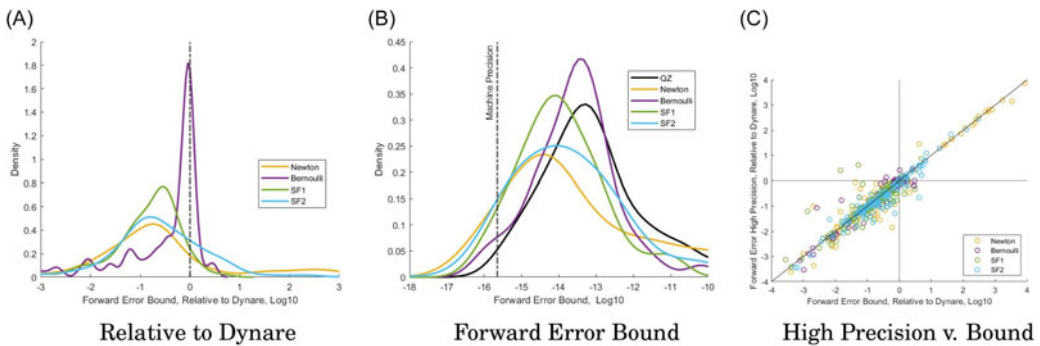 (A)
2
1.8
1.6
1.4
1.2
1
0.8
0.6
0.4
0.2
0
Density
Newton
Bernoulli
SF1
SF2
-3
-2
-1
0
1
2
3
Forward Error Bound, Relative to Dynare, Log10
Relative to Dynare
(B)
0.45
0.4
0.35
0.3
0.25
0.2
0.15
0.1
0.05
0
Density
Machine Precision
QZ
Newton
Bernoulli
SF1
SF2
-18
-17
-16
-15
-14
-13
-12
-11
-10
Forward Error Bound, Log10
Forward Error Bound
(C)
4
3
2
1
0
-1
-2
-3
-4
Forward Error High Precision, Relative to Dynare, Log10
Newton
Bernoulli
SF1
SF2
-4
-3
-2
-1
0
1
2
3
4
Forward Error Bound, Relative to Dynare, Log10
High Precision v. Bound